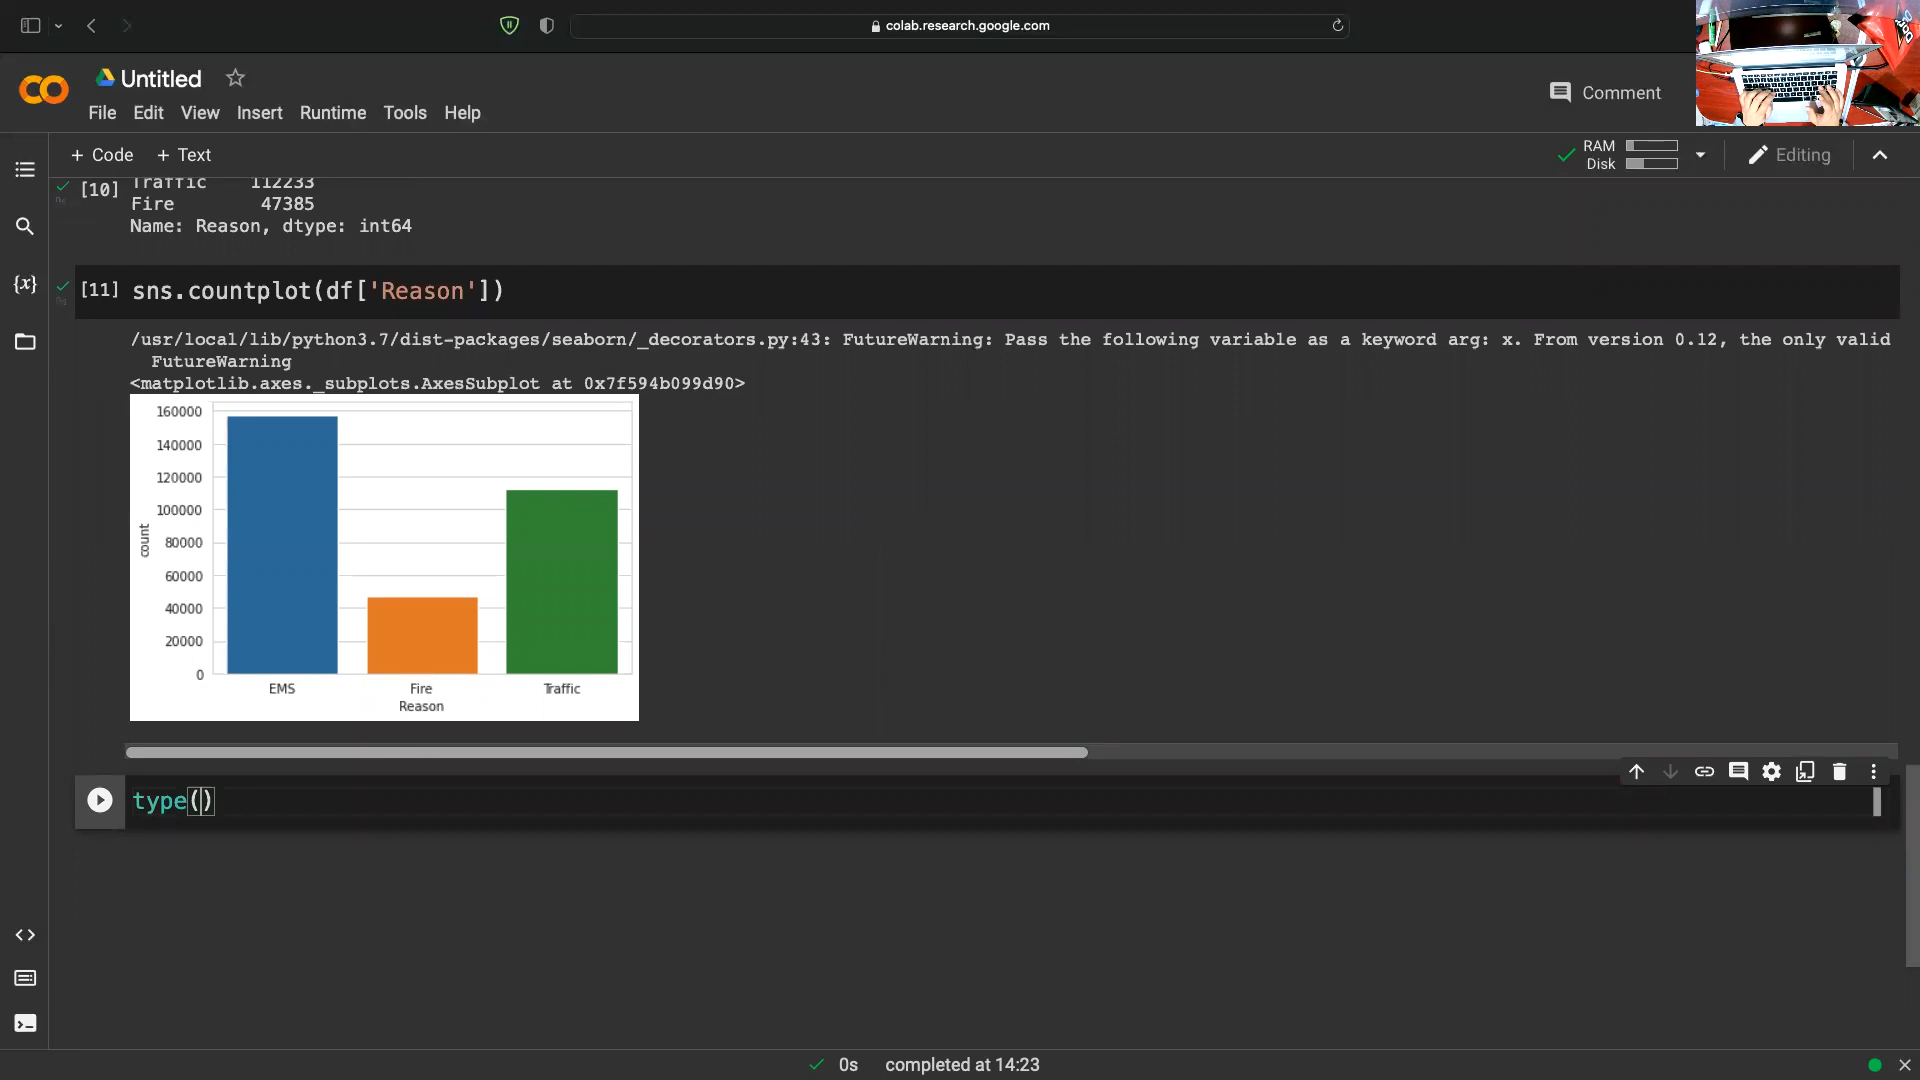 colab.research.google.com
Untitled
File Edit View Insert Runtime Tools Help
Comment
+ Code + Text
RAM
Disk
Editing
[10]
Traffic 112233
Fire 47385
Name: Reason, dtype: int64
[11] sns.countplot(df['Reason'])
/usr/local/lib/python3.7/dist-packages/seaborn/_decorators.py:43: FutureWarning: Pass the following variable as a keyword arg: x. From version 0.12, the only valid
FutureWarning
<matplotlib.axes._subplots.AxesSubplot at 0x7f594b099d90>
160000
140000
120000
100000
80000
60000
40000
20000
0
count
EMS Fire Traffic
Reason
type()
0s completed at 14:23